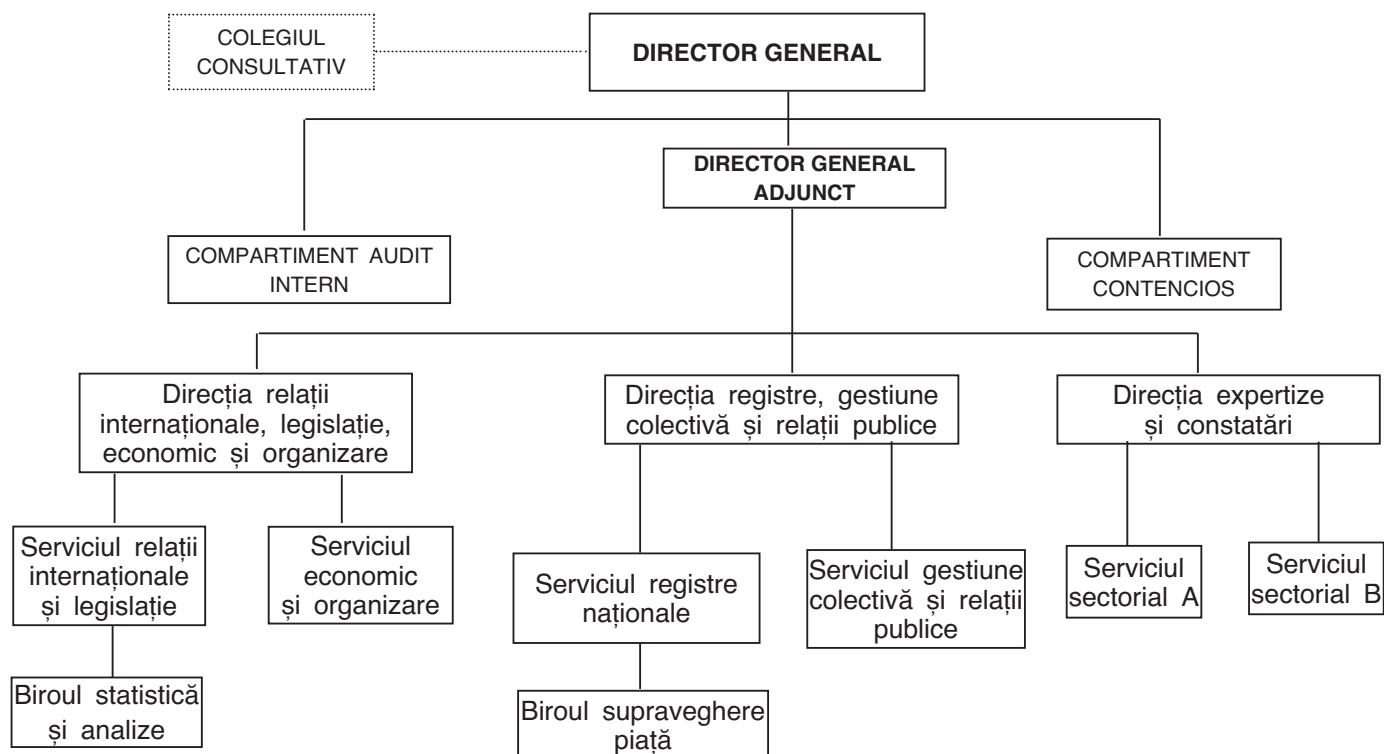 COLEGIUL
CONSULTATIV
DIRECTOR GENERAL
DIRECTOR GENERAL
ADJUNCT
COMPARTIMENT AUDIT
INTERN
COMPARTIMENT
CONTENCIOS
Direcția relații
internaționale, legislație,
economic și organizare
Direcția registre, gestiune
colectivă și relații publice
Direcția expertize
și constatări
Serviciul relații
internaționale
și legislație
Serviciul
economic
și organizare
Serviciul registre
naționale
Serviciul gestiune
colectivă și relații
publice
Serviciul
sectorial A
Serviciul
sectorial B
Biroul statistică
și analize
Biroul supraveghere
piață